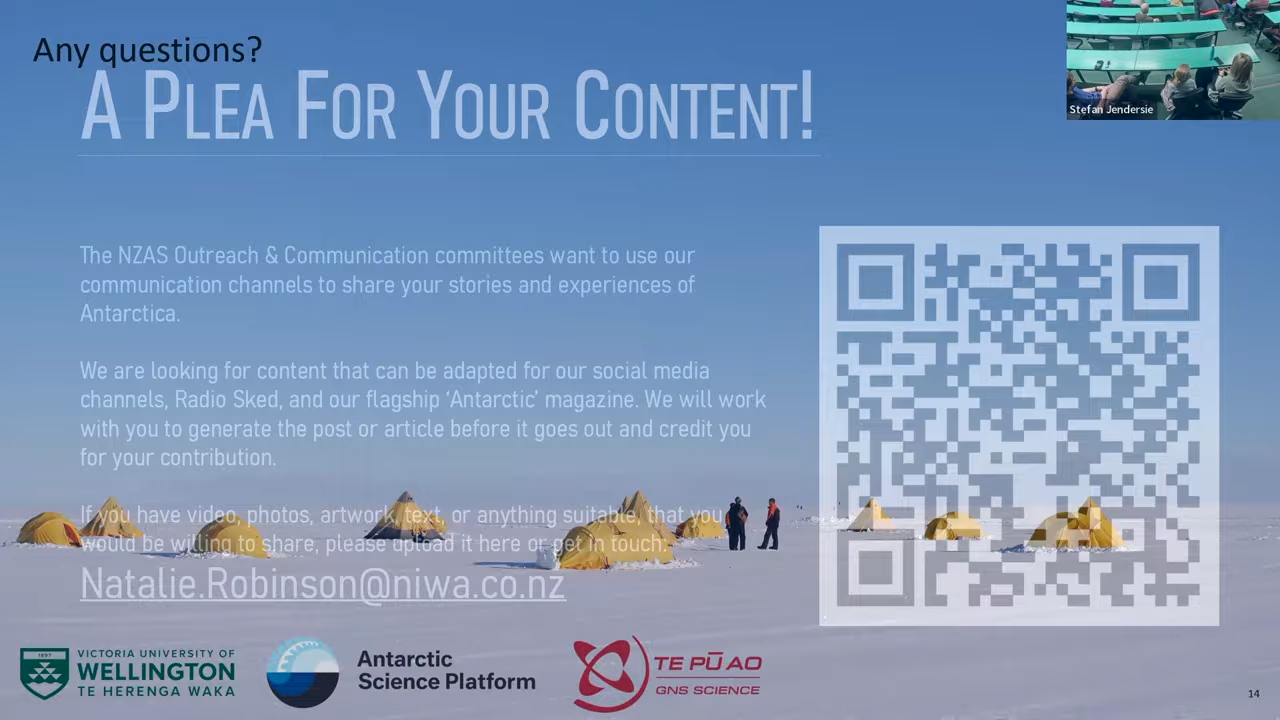 Any questions?
A PLEA FOR YOUR CONTENT!
Stefan Jendersie
The NZAS Outreach & Communication committees want to use our
communication channels to share your stories and experiences of
Antarctica.
We are looking for content that can be adapted for our social media
channels, Radio Sked, and our flagship ‘Antarctic’ magazine. We will work
with you to generate the post or article before it goes out and credit you
for your contribution.
If you have video, photos, artwork, text, or anything suitable, that you
would be willing to share, please upload it here or get in touch:
Natalie.Robinson@niwa.co.nz
1897
VICTORIA UNIVERSITY OF
WELLINGTON
TE HERENGA WAKA
Antarctic
Science Platform
TE PŪ AO
GNS SCIENCE
14